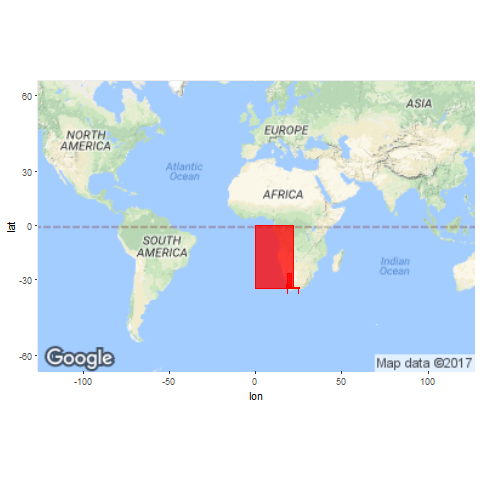 60
ASIA
NORTH
AMERICA
EUROPE
Atlantic
Ocean
30
AFRICA
lat
0
SOUTH
AMERICA
Indian
Ocean
-30
-60
Google
Map data ©2017
-100
-50
0
50
100
lon